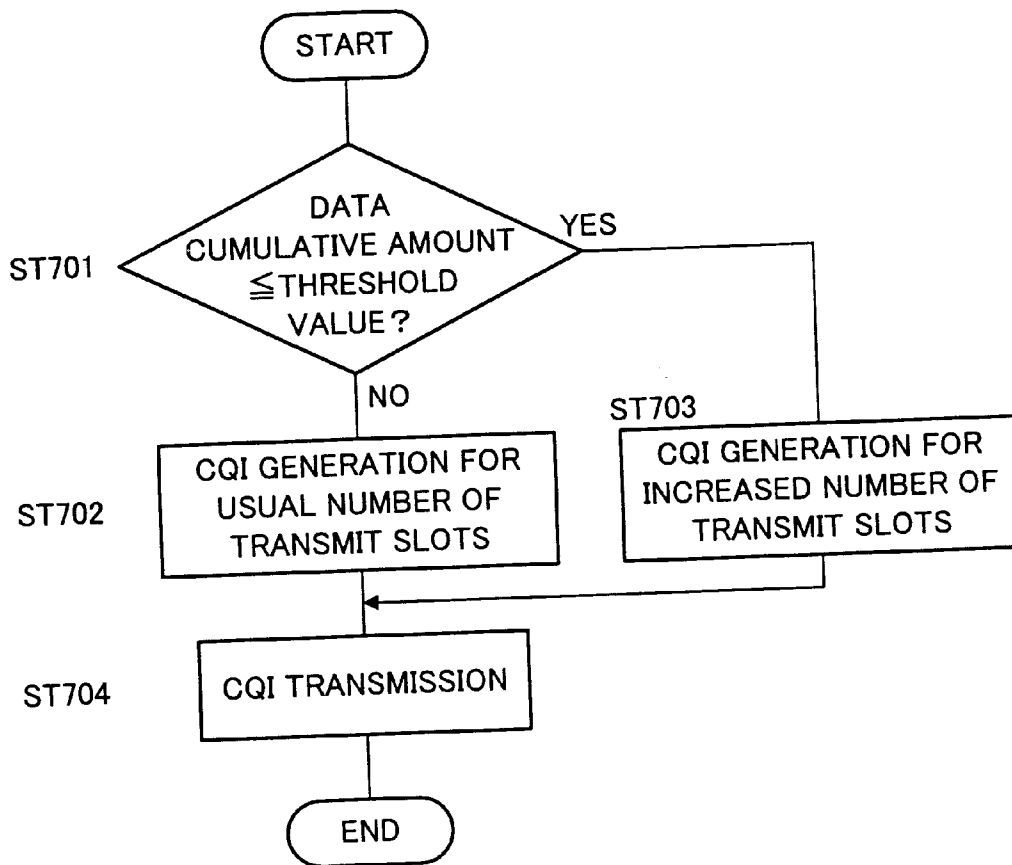 START
DATA
CUMULATIVE AMOUNT
≦THRESHOLD
VALUE?
YES
ST701
NO
ST703
CQI GENERATION FOR
USUAL NUMBER OF
TRANSMIT SLOTS
CQI GENERATION FOR
INCREASED NUMBER OF
TRANSMIT SLOTS
ST702
CQI TRANSMISSION
ST704
END